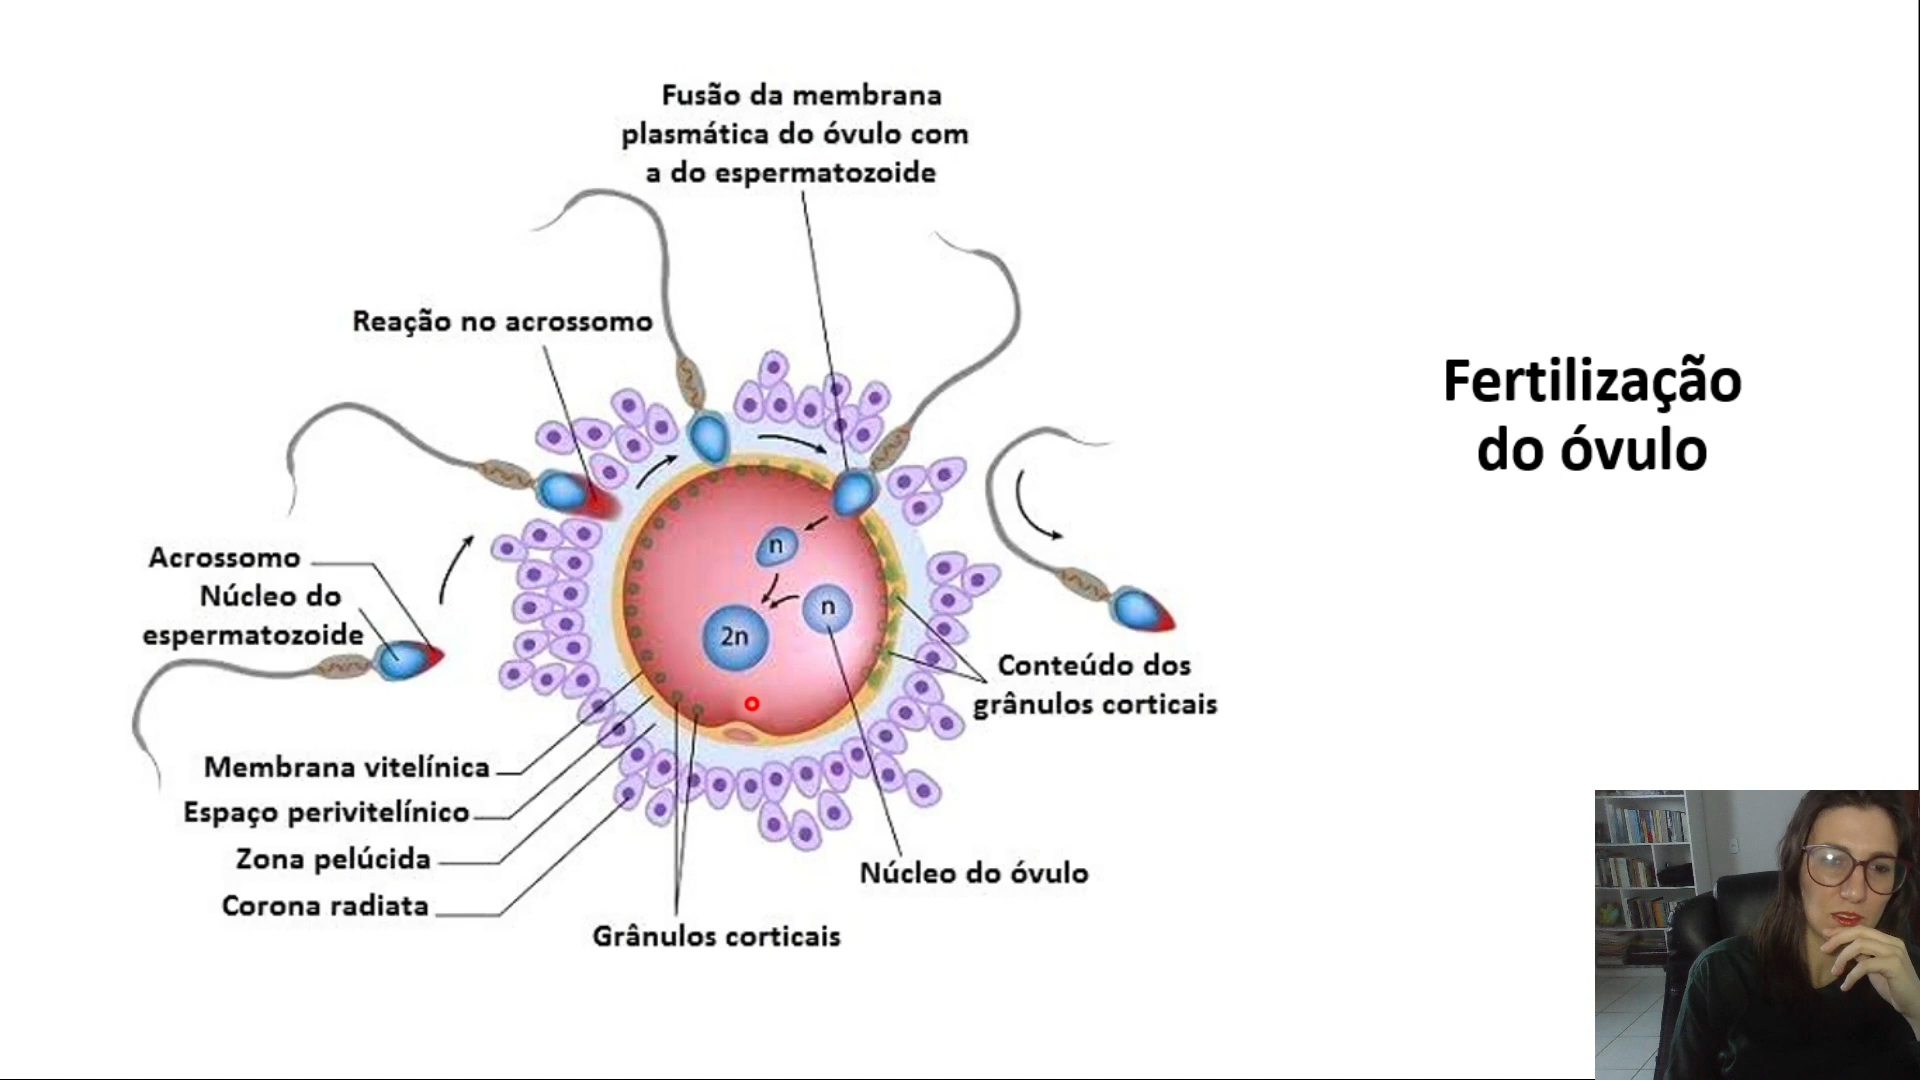 Fusão da membrana
plasmática do óvulo com
a do espermatozoide
Reação no acrossomo
Fertilização
do óvulo
Acrossomo
Núcleo do
espermatozoide
n
n
2n
Conteúdo dos
grânulos corticais
Membrana vitelínica
Espaço perivitelínico
Zona pelúcida
Corona radiata
Núcleo do óvulo
Grânulos corticais